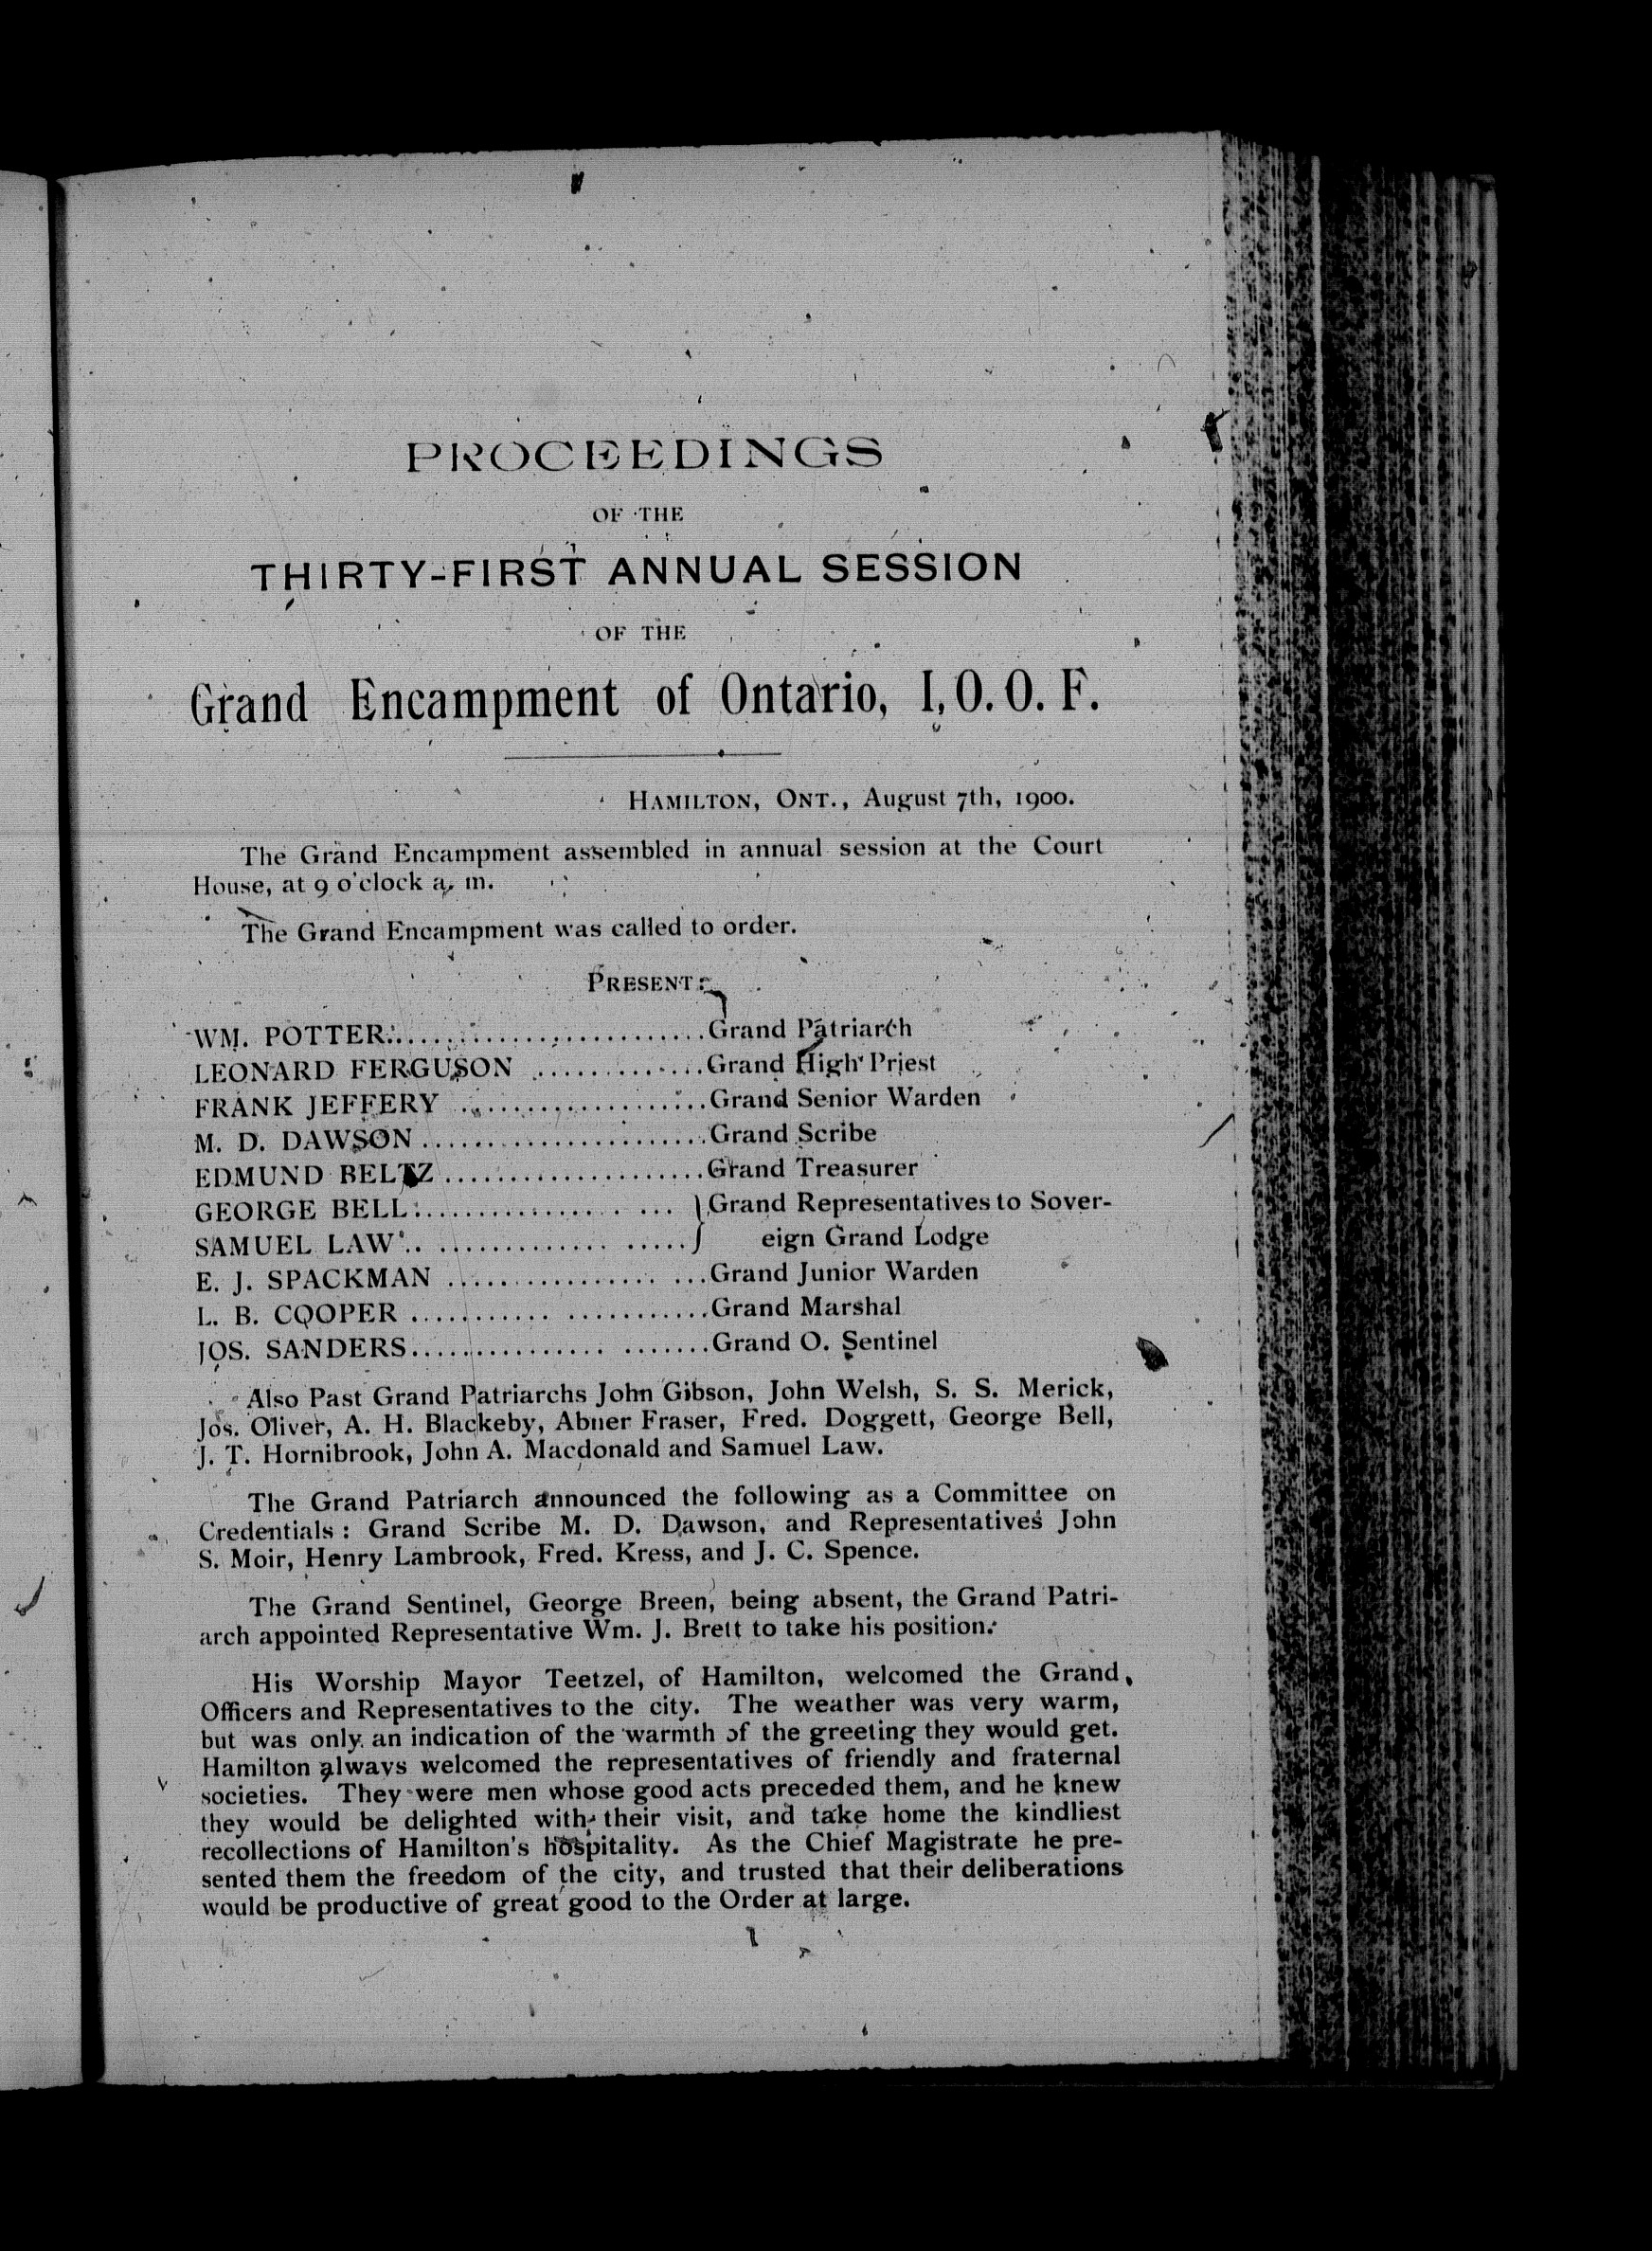 PROCEEDINGS
OF THE
THIRTY-FIRST ANNUAL SESSION
OF THE
Grand Encampment of Ontario, I. O. O. F.
HAMILTON, ONT., August 7th, 1900.
The Grand Encampment assembled in annual session at the Court
House, at 9 o'clock a. m.
The Grand Encampment was called to order.
PRESENT:
WM. POTTER..........................Grand Patriarch
LEONARD FERGUSON .............Grand High Priest
FRANK JEFFERY ...................Grand Senior Warden
M. D. DAWSON......................Grand Scribe
EDMUND BELTZ....................Grand Treasurer
GEORGE BELL.................... } Grand Representatives to Sover-
SAMUEL LAW.................... } eign Grand Lodge
E. J. SPACKMAN ...................Grand Junior Warden
L. B. COOPER ......................Grand Marshal
JOS. SANDERS......................Grand O. Sentinel
Also Past Grand Patriarchs John Gibson, John Welsh, S. S. Merick,
Jos. Oliver, A. H. Blackeby, Abner Fraser, Fred. Doggett, George Bell,
J. T. Hornibrook, John A. Macdonald and Samuel Law.
The Grand Patriarch announced the following as a Committee on
Credentials: Grand Scribe M. D. Dawson, and Representatives John
S. Moir, Henry Lambrook, Fred. Kress, and J. C. Spence.
The Grand Sentinel, George Breen, being absent, the Grand Patri-
arch appointed Representative Wm. J. Brett to take his position.
His Worship Mayor Teetzel, of Hamilton, welcomed the Grand
Officers and Representatives to the city. The weather was very warm,
but was only an indication of the warmth of the greeting they would get.
Hamilton always welcomed the representatives of friendly and fraternal
societies. They were men whose good acts preceded them, and he knew
they would be delighted with their visit, and take home the kindliest
recollections of Hamilton's hospitality. As the Chief Magistrate he pre-
sented them the freedom of the city, and trusted that their deliberations
would be productive of great good to the Order at large.